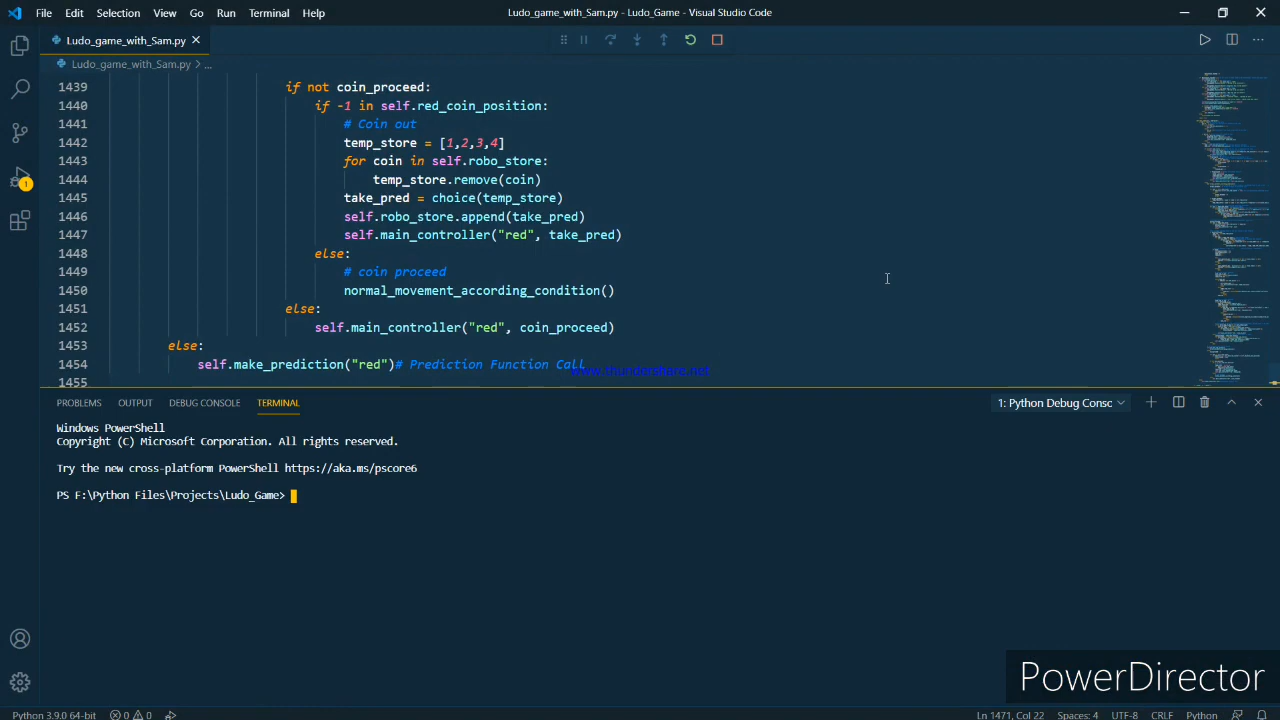 File Edit Selection View Go Run Terminal Help Ludo_game_with_Sam.py - Ludo_Game - Visual Studio Code
Ludo_game_with_Sam.py
Ludo_game_with_Sam.py > ...
1439 if not coin_proceed:
1440 if -1 in self.red_coin_position:
1441 # Coin out
1442 temp_store = [1,2,3,4]
1443 for coin in self.robo_store:
1444 temp_store.remove(coin)
1445 take_pred = choice(temp_store)
1446 self.robo_store.append(take_pred)
1447 self.main_controller("red", take_pred)
1448 else:
1449 # coin proceed
1450 normal_movement_according_condition()
1451 else:
1452 self.main_controller("red", coin_proceed)
1453 else:
1454 self.make_prediction("red")# Prediction Function Call
www.thundershare.net
1455
PROBLEMS OUTPUT DEBUG CONSOLE TERMINAL 1: Python Debug Consc
Windows PowerShell
Copyright (C) Microsoft Corporation. All rights reserved.
Try the new cross-platform PowerShell https://aka.ms/pscore6
PS F:\Python Files\Projects\Ludo_Game>
1
PowerDirector
Python 3.9.0 64-bit 0 0 Ln 1471, Col 22 Spaces: 4 UTF-8 CRLF Python